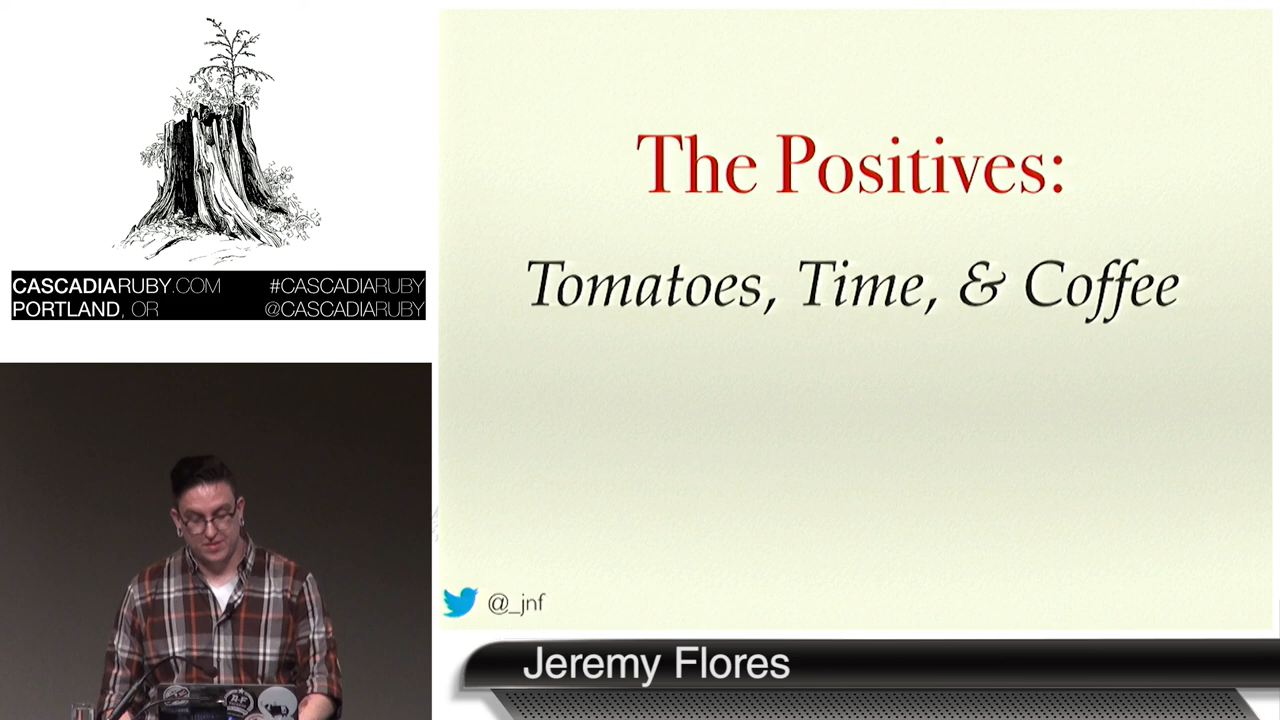 CASCADIARUBY.COM #CASCADIARUBY
PORTLAND, OR @CASCADIARUBY
The Positives:
Tomatoes, Time, & Coffee
@_jnf
Jeremy Flores